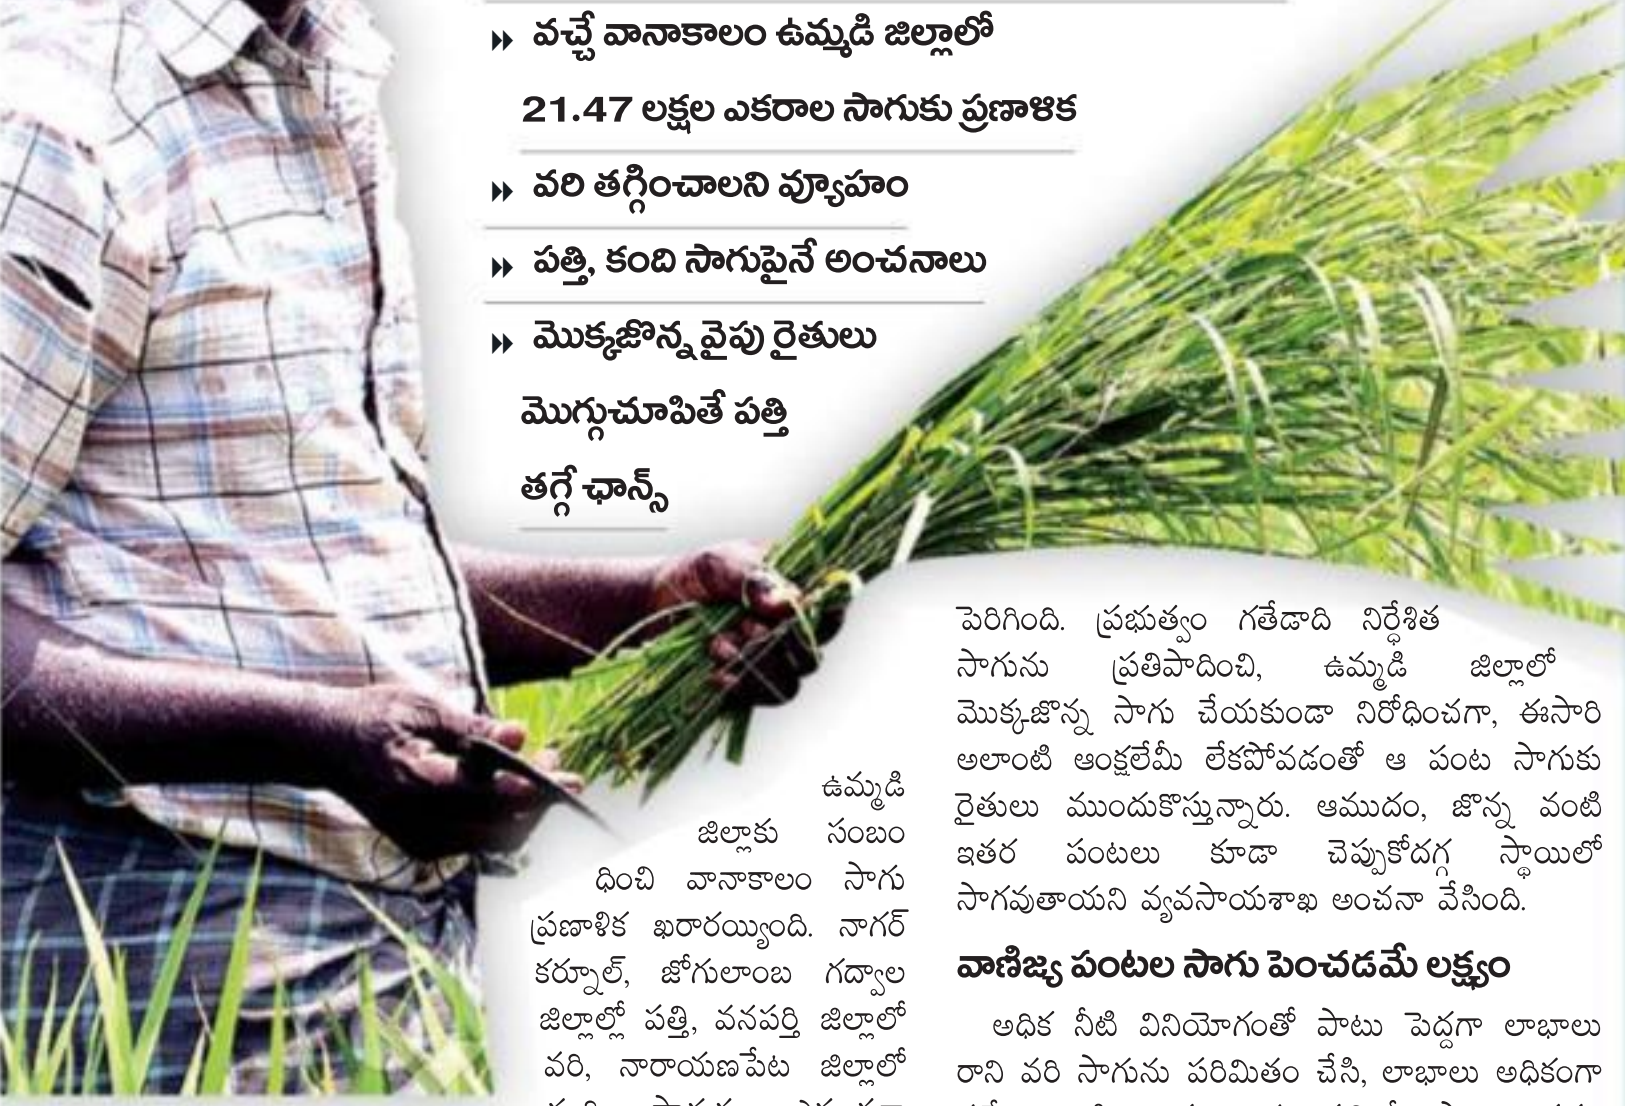 వచ్చే వానాకాలం ఉమ్మడి జిల్లాలో
21.47 లక్షల ఎకరాల సాగుకు ప్రణాళిక
వరి తగ్గించాలని వ్యూహం
పత్తి, కంది సాగుపైనే అంచనాలు
మొక్కజొన్న వైపు రైతులు
మొగ్గుచూపితే పత్తి
తగ్గే ఛాన్స్
ఉమ్మడి
జిల్లాకు సంబం
ధించి వానాకాలం సాగు
ప్రణాళిక ఖరారయ్యింది. నాగర్
కర్నూల్, జోగులాంబ గద్వాల
జిల్లాల్లో పత్తి, వనపర్తి జిల్లాలో
వరి, నారాయణపేట జిల్లాలో
పెరిగింది. ప్రభుత్వం గతేడాది నిర్దేశిత
సాగును ప్రతిపాదించి, ఉమ్మడి జిల్లాలో
మొక్కజొన్న సాగు చేయకుండా నిరోధించగా, ఈసారి
అలాంటి ఆంక్షలేమీ లేకపోవడంతో ఆ పంట సాగుకు
రైతులు ముందుకొస్తున్నారు. ఆముదం, జొన్న వంటి
ఇతర పంటలు కూడా చెప్పుకోదగ్గ స్థాయిలో
సాగవుతాయని వ్యవసాయశాఖ అంచనా వేసింది.
వాణిజ్య పంటల సాగు పెంచడమే లక్ష్యం
అధిక నీటి వినియోగంతో పాటు పెద్దగా లాభాలు
రాని వరి సాగును పరిమితం చేసి, లాభాలు అధికంగా